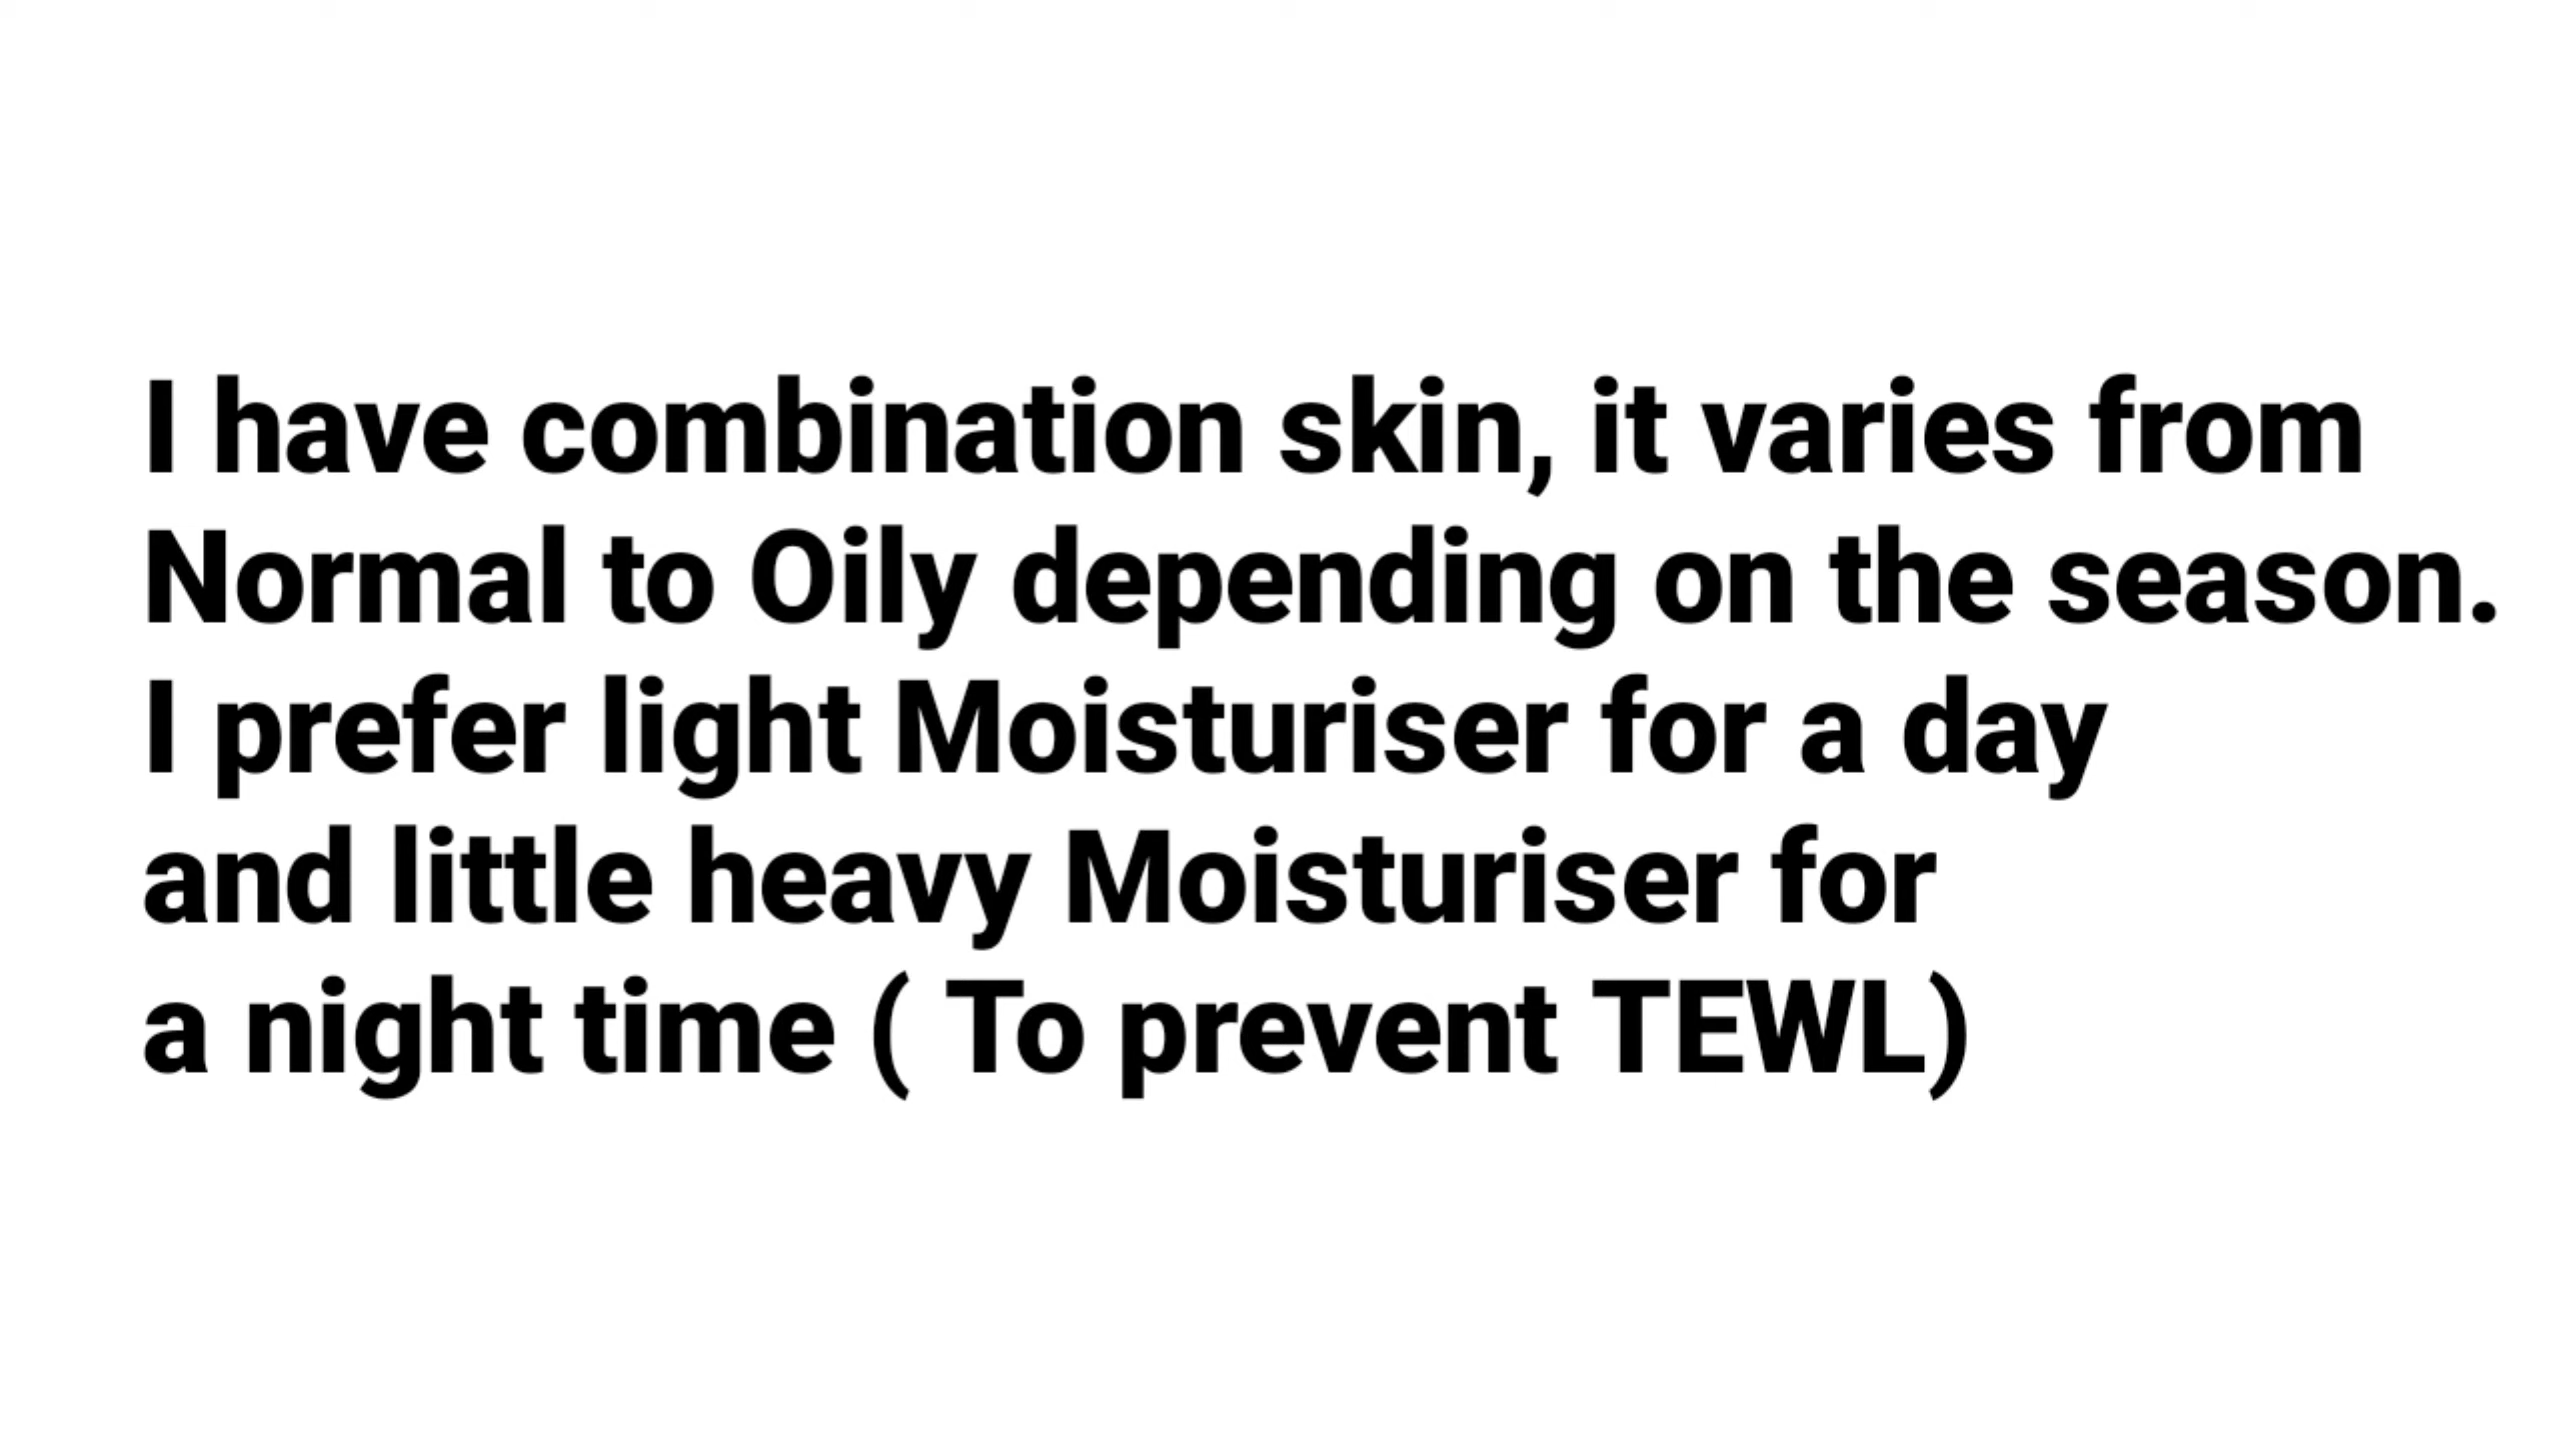 I have combination skin, it varies from
Normal to Oily depending on the season.
I prefer light Moisturiser for a day
and little heavy Moisturiser for
a night time ( To prevent TEWL)